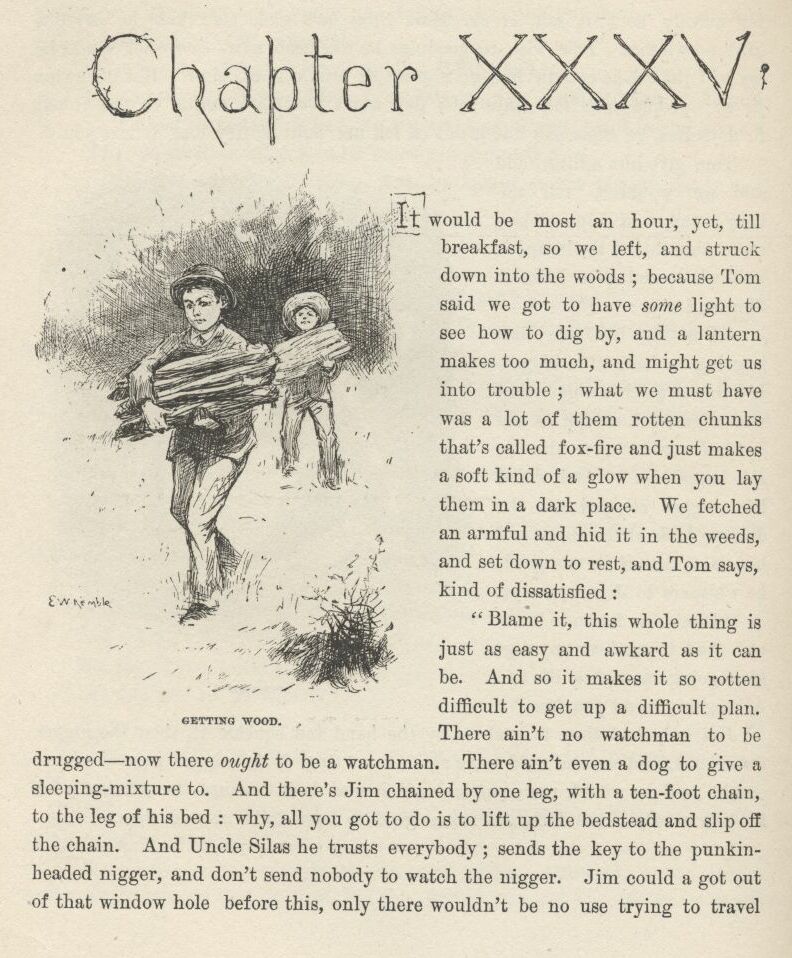 Chapter XXXV.
It would be most an hour, yet, till
breakfast, so we left, and struck
down into the woods ; because Tom
said we got to have some light to
see how to dig by, and a lantern
makes too much, and might get us
into trouble ; what we must have
was a lot of them rotten chunks
that's called fox-fire and just makes
a soft kind of a glow when you lay
them in a dark place. We fetched
an armful and hid it in the weeds,
and set down to rest, and Tom says,
kind of dissatisfied :
“ Blame it, this whole thing is
just as easy and awkard as it can
be. And so it makes it so rotten
difficult to get up a difficult plan.
There ain't no watchman to be
drugged—now there ought to be a watchman. There ain't even a dog to give a
sleeping-mixture to. And there's Jim chained by one leg, with a ten-foot chain,
to the leg of his bed : why, all you got to do is to lift up the bedstead and slip off
the chain. And Uncle Silas he trusts everybody ; sends the key to the punkin-
headed nigger, and don't send nobody to watch the nigger. Jim could a got out
of that window hole before this, only there wouldn't be no use trying to travel
E W Kemble
GETTING WOOD.